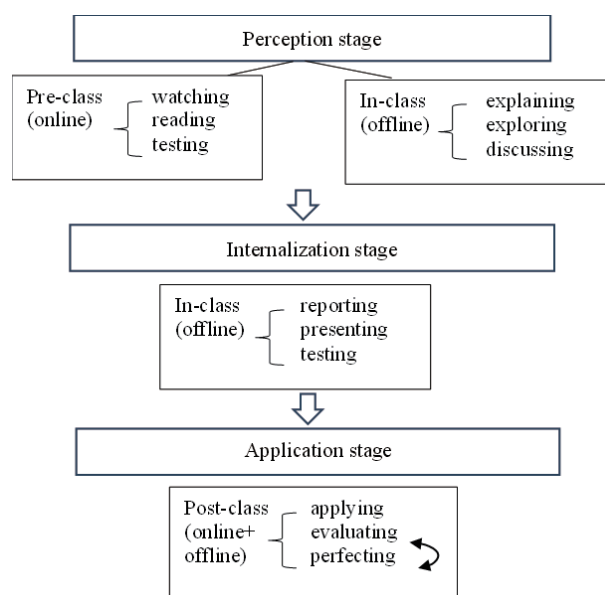 Perception stage
Pre-class
(online)
watching
reading
testing
In-class
(offline)
explaining
exploring
discussing
Internalization stage
In-class
(offline)
reporting
presenting
testing
Application stage
Post-class
(online+
offline)
applying
evaluating
perfecting